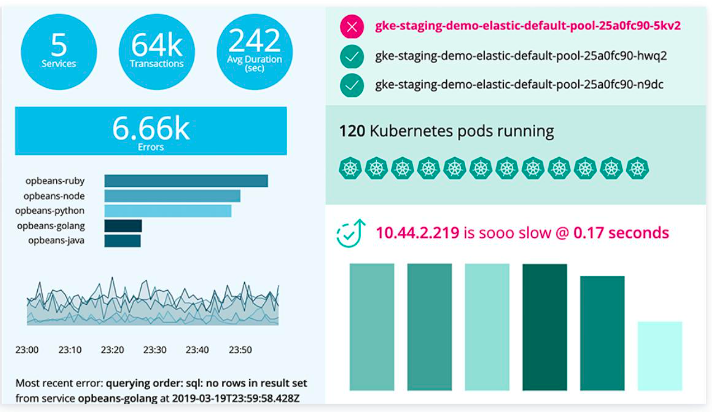 5
Services
64k
Transactions
242
Avg Duration
(sec)
6.66k
Errors
opbeans-ruby
opbeans-node
opbeans-python
opbeans-golang
opbeans-java
23:00 23:10 23:20 23:30 23:40 23:50
Most recent error: querying order: sql: no rows in result set
from service opbeans-golang at 2019-03-19T23:59:58.428Z
gke-staging-demo-elastic-default-pool-25a0fc90-5kv2
gke-staging-demo-elastic-default-pool-25a0fc90-hwq2
gke-staging-demo-elastic-default-pool-25a0fc90-n9dc
120 Kubernetes pods running
10.44.2.219 is sooo slow @ 0.17 seconds